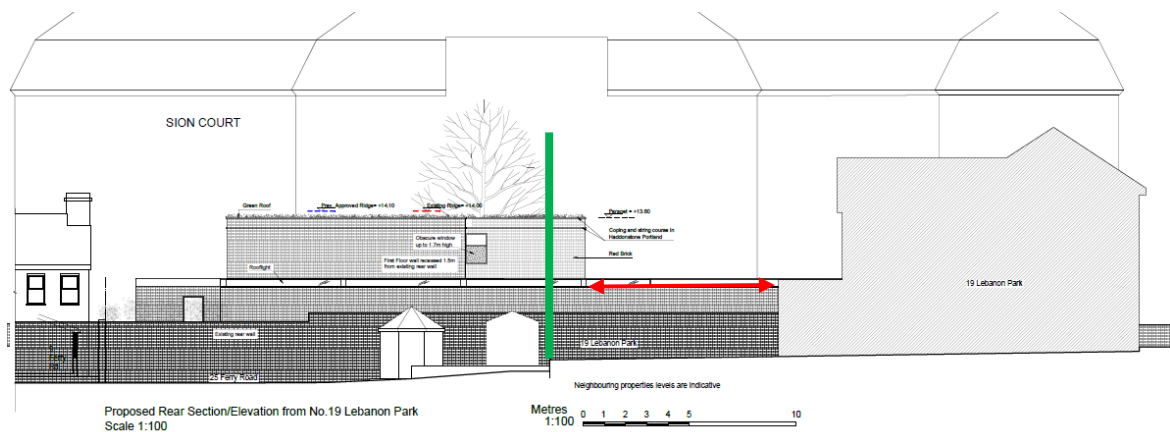 SION COURT
Green Roof
Prev. Approved Ridge= +14.10
Existing Ridge= +14.00
Parapet = +13.80
Coping and string course in
Haddonstone Portland
Obscure window
up to 1.7m high
Red Brick
First Floor wall recessed 1.5m
from existing rear wall
Rooflight
19 Lebanon Park
Existing rear wall
19 Lebanon Park
Ferry
25 Ferry Road
Neighbouring properties levels are indicative
Proposed Rear Section/Elevation from No.19 Lebanon Park
Scale 1:100
Metres
1:100
0 1 2 3 4 5 10